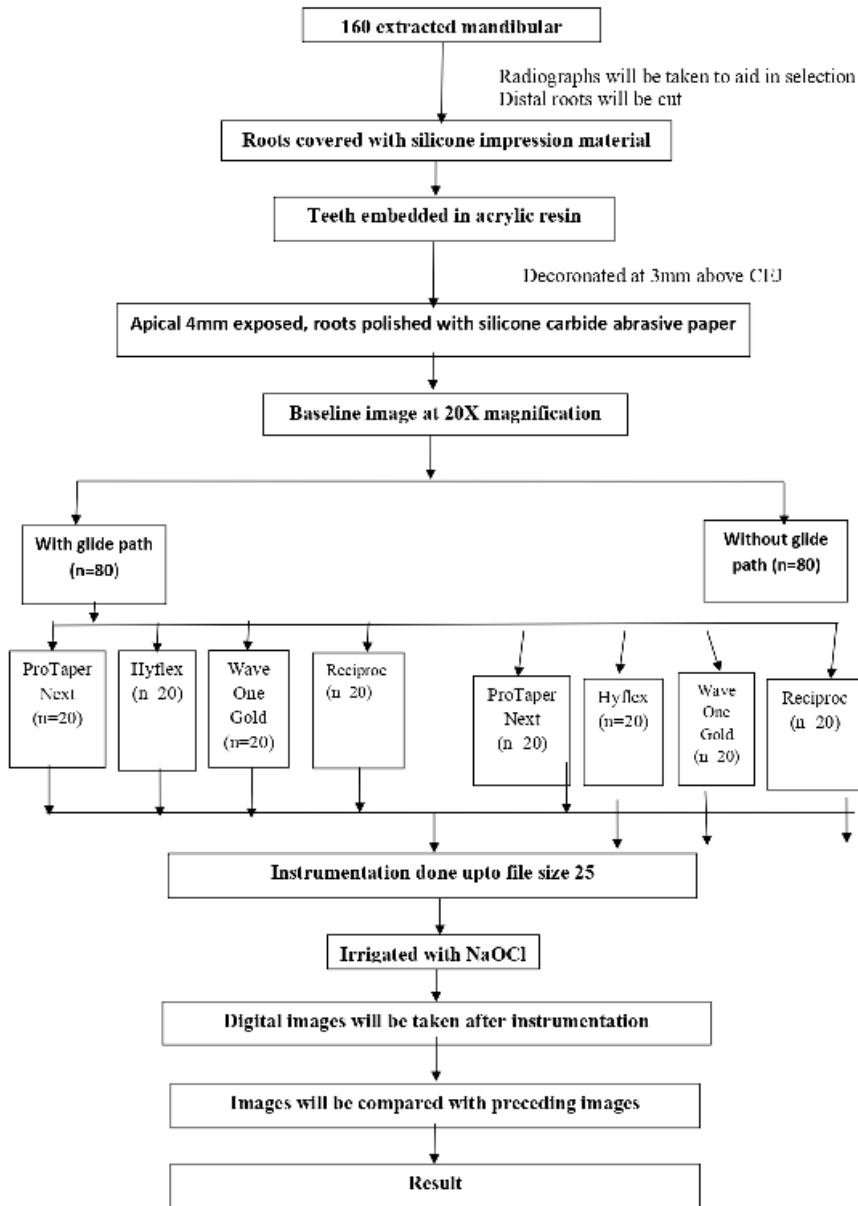 160 extracted mandibular
Radiographs will be taken to aid in selection
Distal roots will be cut
Roots covered with silicone impression material
Teeth embedded in acrylic resin
Decoronated at 3mm above CEJ
Apical 4mm exposed, roots polished with silicone carbide abrasive paper
Baseline image at 20X magnification
With glide path
(n=80)
Without glide
path (n=80)
ProTaper
Next
(n=20)
Hyflex
(n 20)
Wave
One
Gold
(n=20)
Reciproc
(n 20)
ProTaper
Next
(n 20)
Hyflex
(n=20)
Wave
One
Gold
(n 20)
Reciproc
(n 20)
Instrumentation done upto file size 25
Irrigated with NaOCl
Digital images will be taken after instrumentation
Images will be compared with preceding images
Result